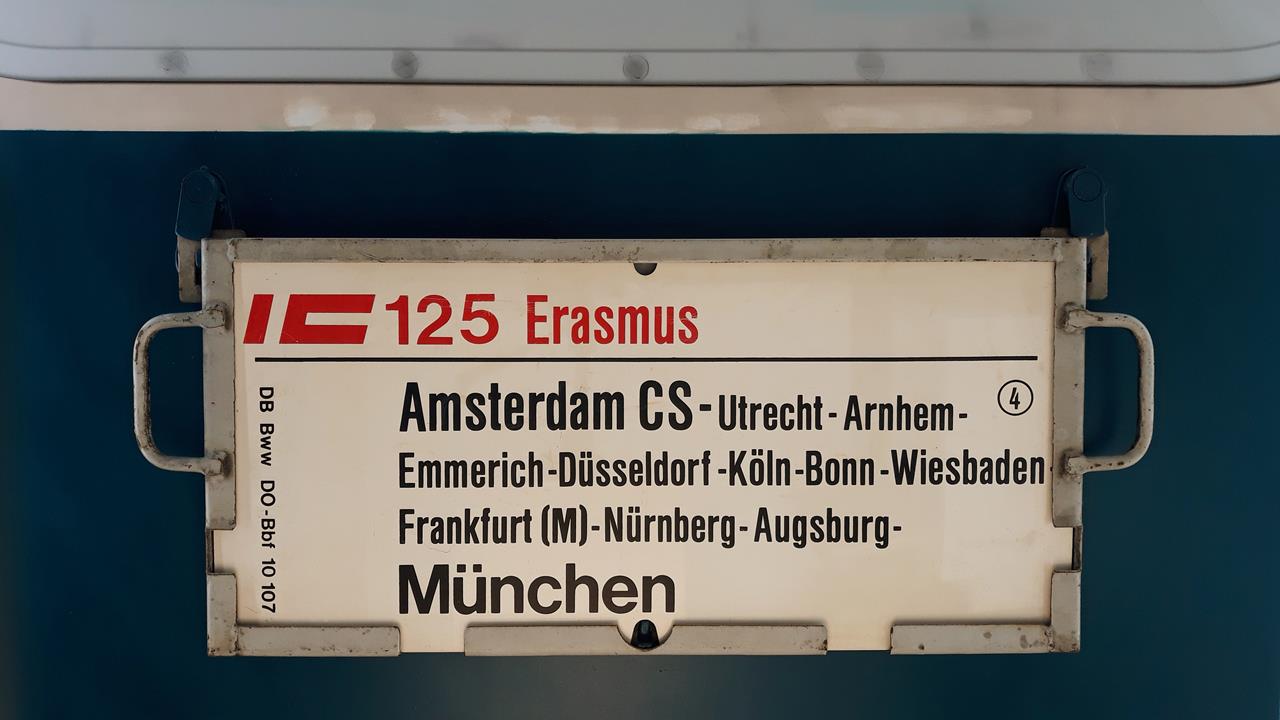 IC 125 Erasmus
Amsterdam CS - Utrecht - Arnhem -
④
Emmerich - Düsseldorf - Köln - Bonn - Wiesbaden
Frankfurt (M) - Nürnberg - Augsburg -
München
DB Bww DO - Bbf 10 107